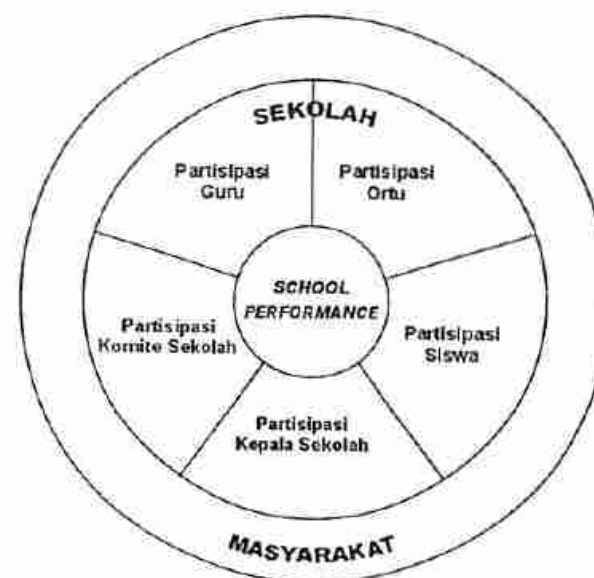 SEKOLAH
Partisipasi
Guru
Partisipasi
Ortu
SCHOOL
PERFORMANCE
Partisipasi
Komite Sekolah
Partisipasi
Siswa
Partisipasi
Kepala Sekolah
MASYARAKAT